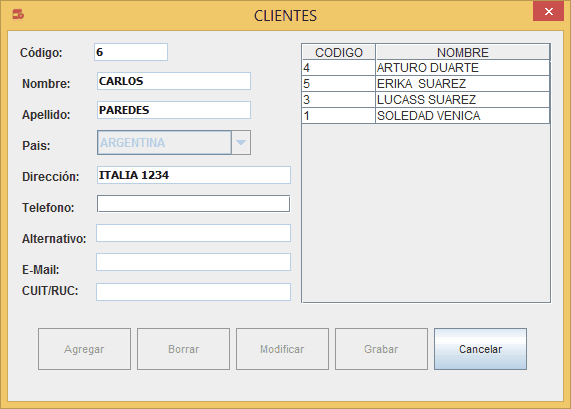 CLIENTES
Código: 6
Nombre: CARLOS
Apellido: PAREDES
Pais: ARGENTINA
Dirección: ITALIA 1234
Telefono:
Alternativo:
E-Mail:
CUIT/RUC:
CODIGO NOMBRE
4 ARTURO DUARTE
5 ERIKA SUAREZ
3 LUCASS SUAREZ
1 SOLEDAD VENICA
Agregar Borrar Modificar Grabar Cancelar